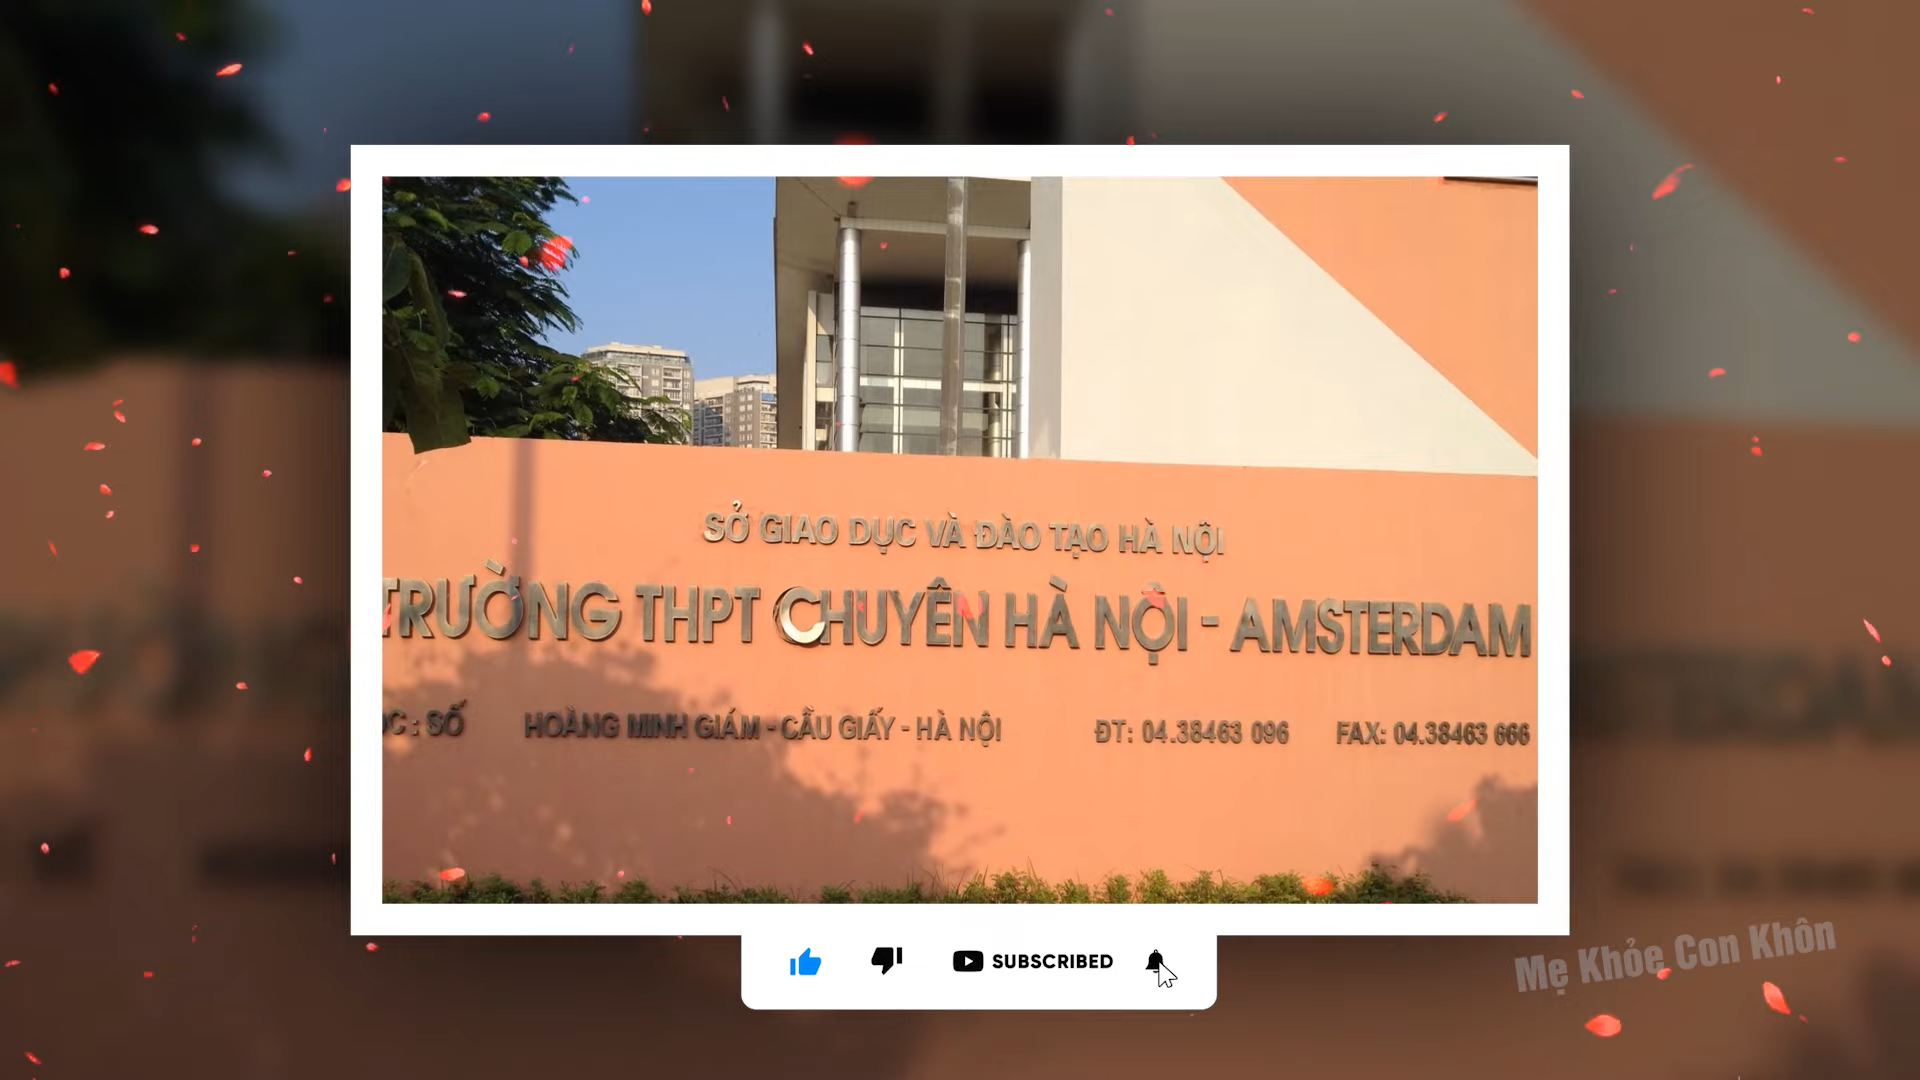 SỞ GIAO DỤC VÀ ĐÀO TẠO HÀ NỘI
TRƯỜNG THPT CHUYÊN HÀ NỘI - AMSTERDAM
SỐ HOÀNG MINH GIÁM - CẦU GIẤY - HÀ NỘI ĐT: 04.38463 096 FAX: 04.38463 666
SUBSCRIBED
Mẹ Khỏe Con Khôn